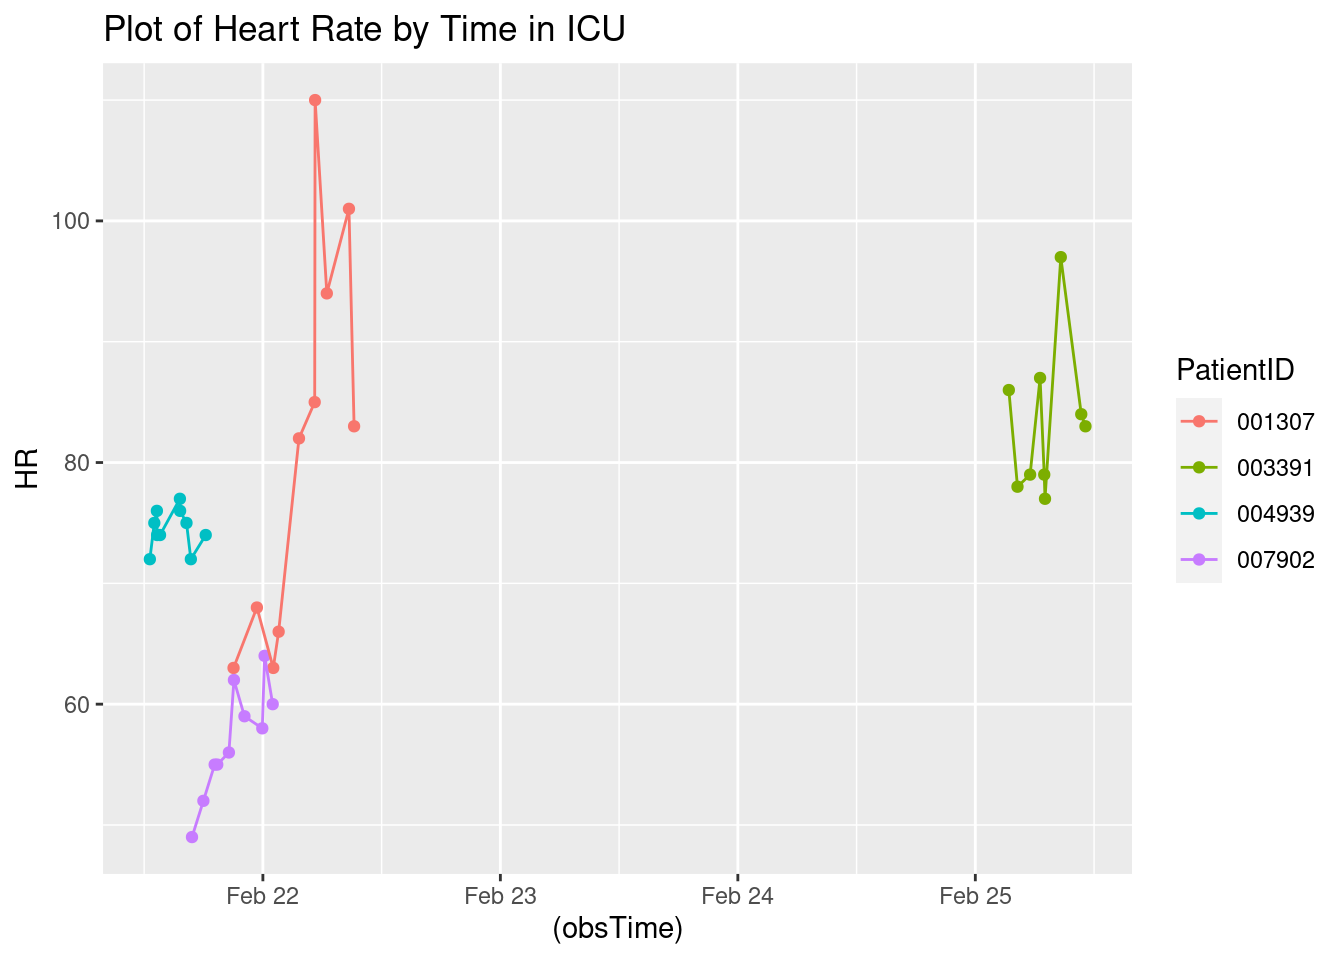 Plot of Heart Rate by Time in ICU
HR
100
80
60
Feb 22
Feb 23
Feb 24
Feb 25
(obsTime)
PatientID
001307
003391
004939
007902